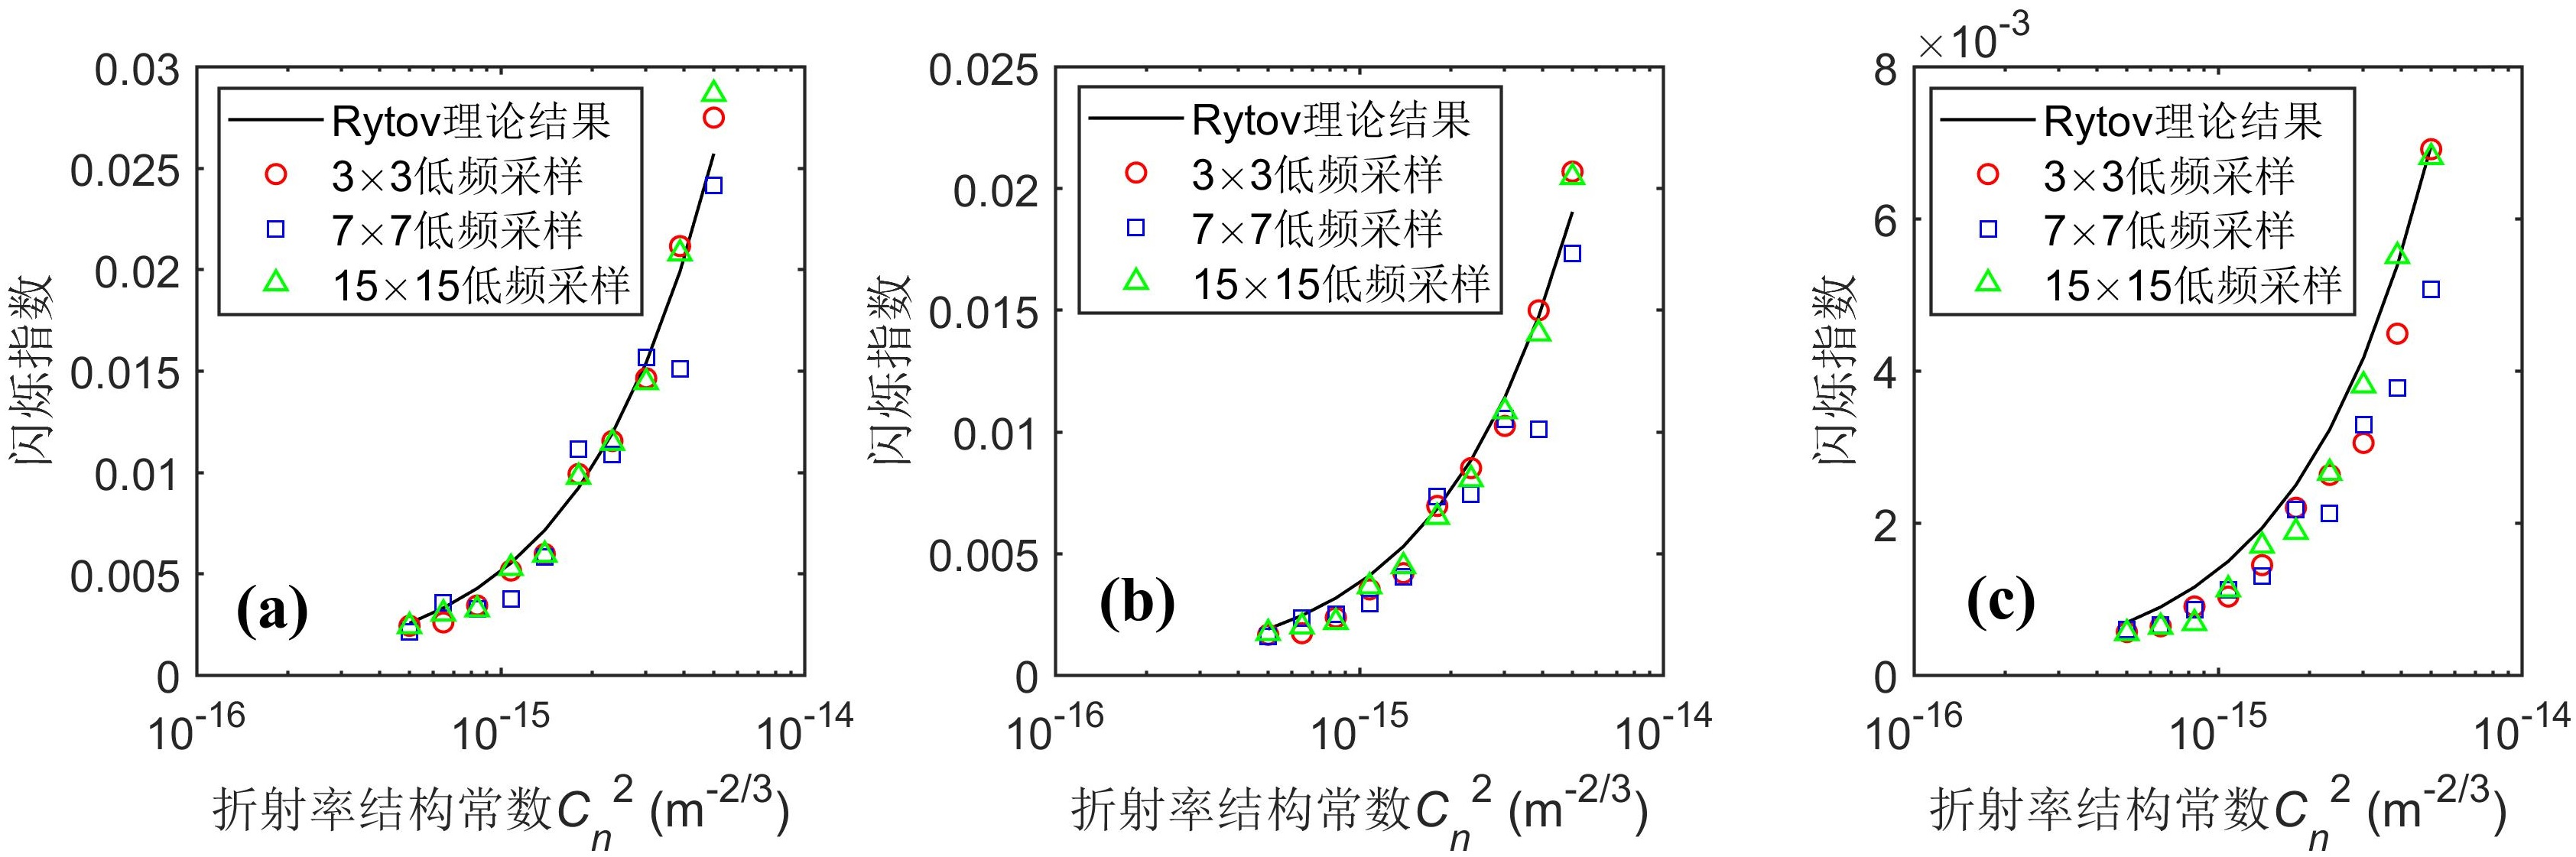 0.03
0.025
0.02
0.015
0.01
0.005
0
闪烁指数
Rytov理论结果
3×3低频采样
7×7低频采样
15×15低频采样
(a)
10^-16
10^-15
10^-14
折射率结构常数C_n^2 (m^-2/3)
0.025
0.02
0.015
0.01
0.005
0
闪烁指数
Rytov理论结果
3×3低频采样
7×7低频采样
15×15低频采样
(b)
10^-16
10^-15
10^-14
折射率结构常数C_n^2 (m^-2/3)
×10^-3
8
6
4
2
0
闪烁指数
Rytov理论结果
3×3低频采样
7×7低频采样
15×15低频采样
(c)
10^-16
10^-15
10^-14
折射率结构常数C_n^2 (m^-2/3)